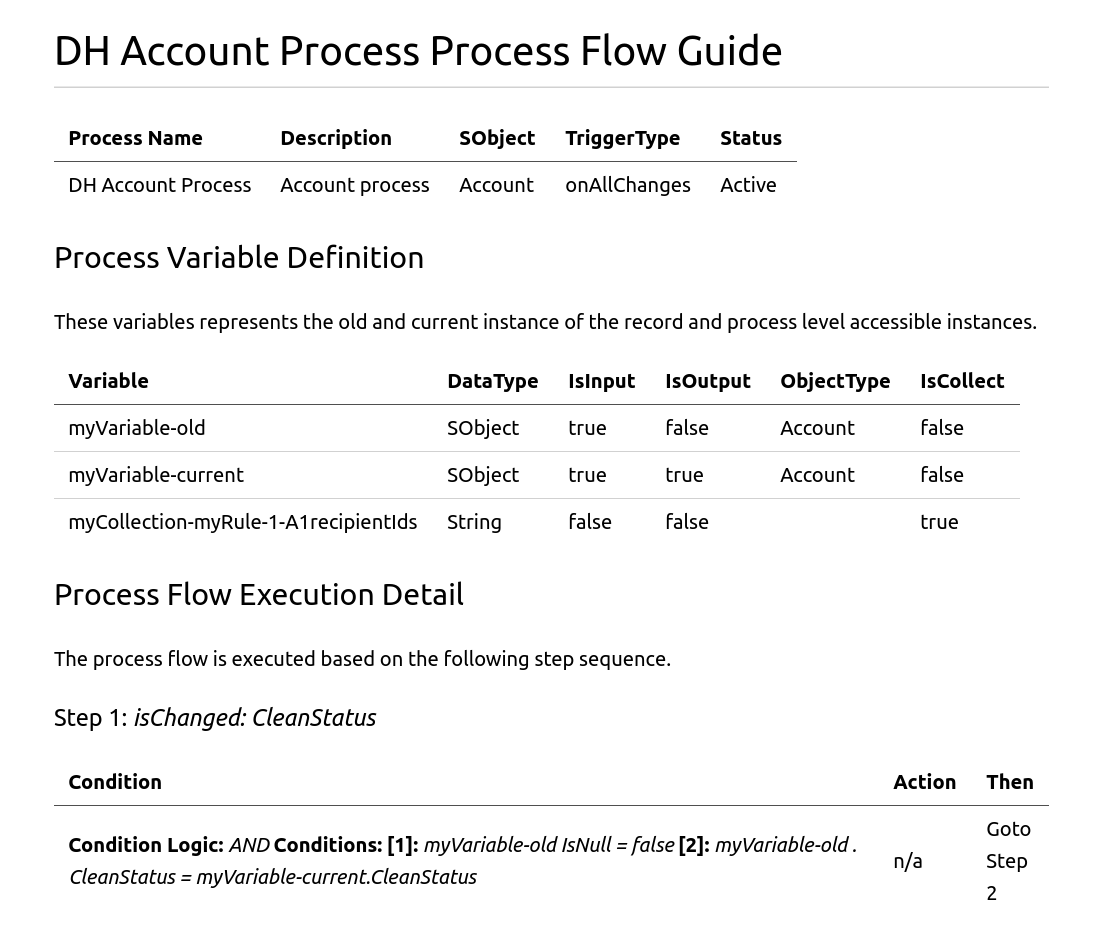 DH Account Process Process Flow Guide
Process Name Description SObject TriggerType Status
DH Account Process Account process Account onAllChanges Active
Process Variable Definition
These variables represents the old and current instance of the record and process level accessible instances.
Variable DataType IsInput IsOutput ObjectType IsCollect
myVariable-old SObject true false Account false
myVariable-current SObject true true Account false
myCollection-myRule-1-A1recipientIds String false false true
Process Flow Execution Detail
The process flow is executed based on the following step sequence.
Step 1: isChanged: CleanStatus
Condition Action Then
Condition Logic: AND Conditions: [1]: myVariable-old IsNull = false [2]: myVariable-old .
CleanStatus = myVariable-current.CleanStatus
n/a
Goto
Step
2